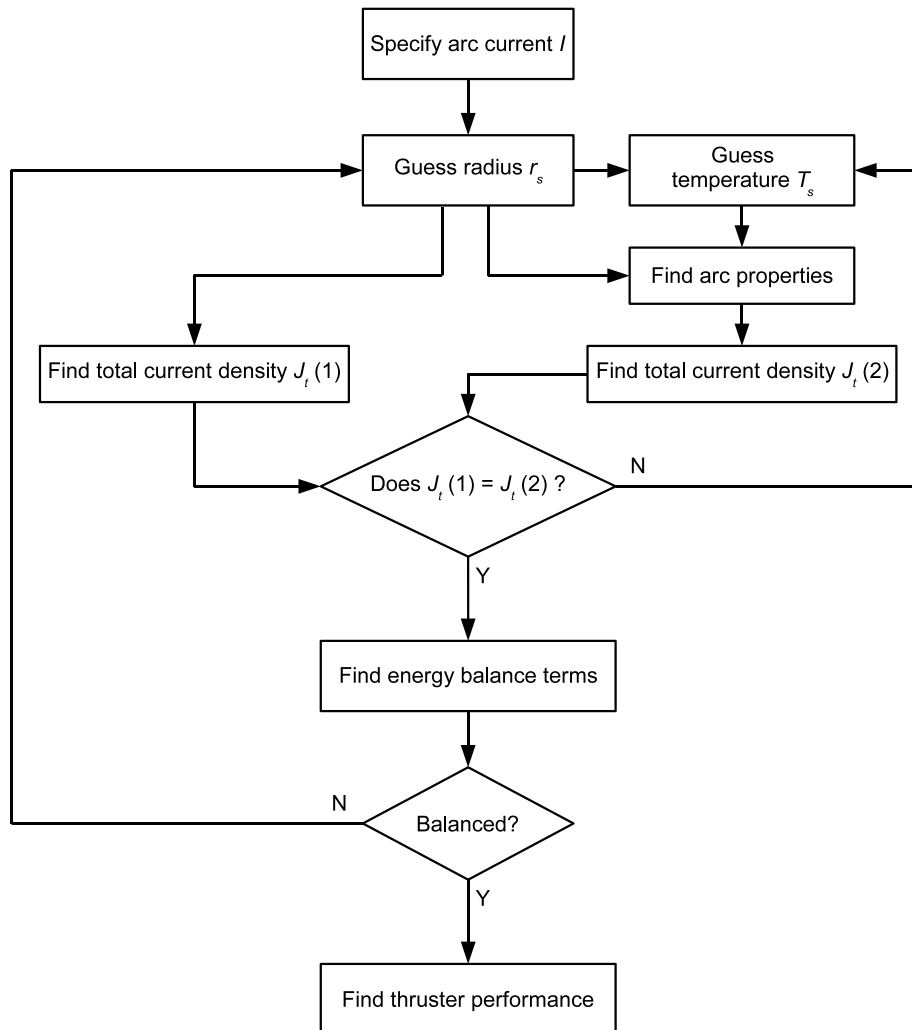 Specify arc current I
Guess radius r_s
Guess
temperature T_s
Find arc properties
Find total current density J_t (1)
Find total current density J_t (2)
Does J_t (1) = J_t (2) ?
N
Y
Find energy balance terms
N
Balanced?
Y
Find thruster performance